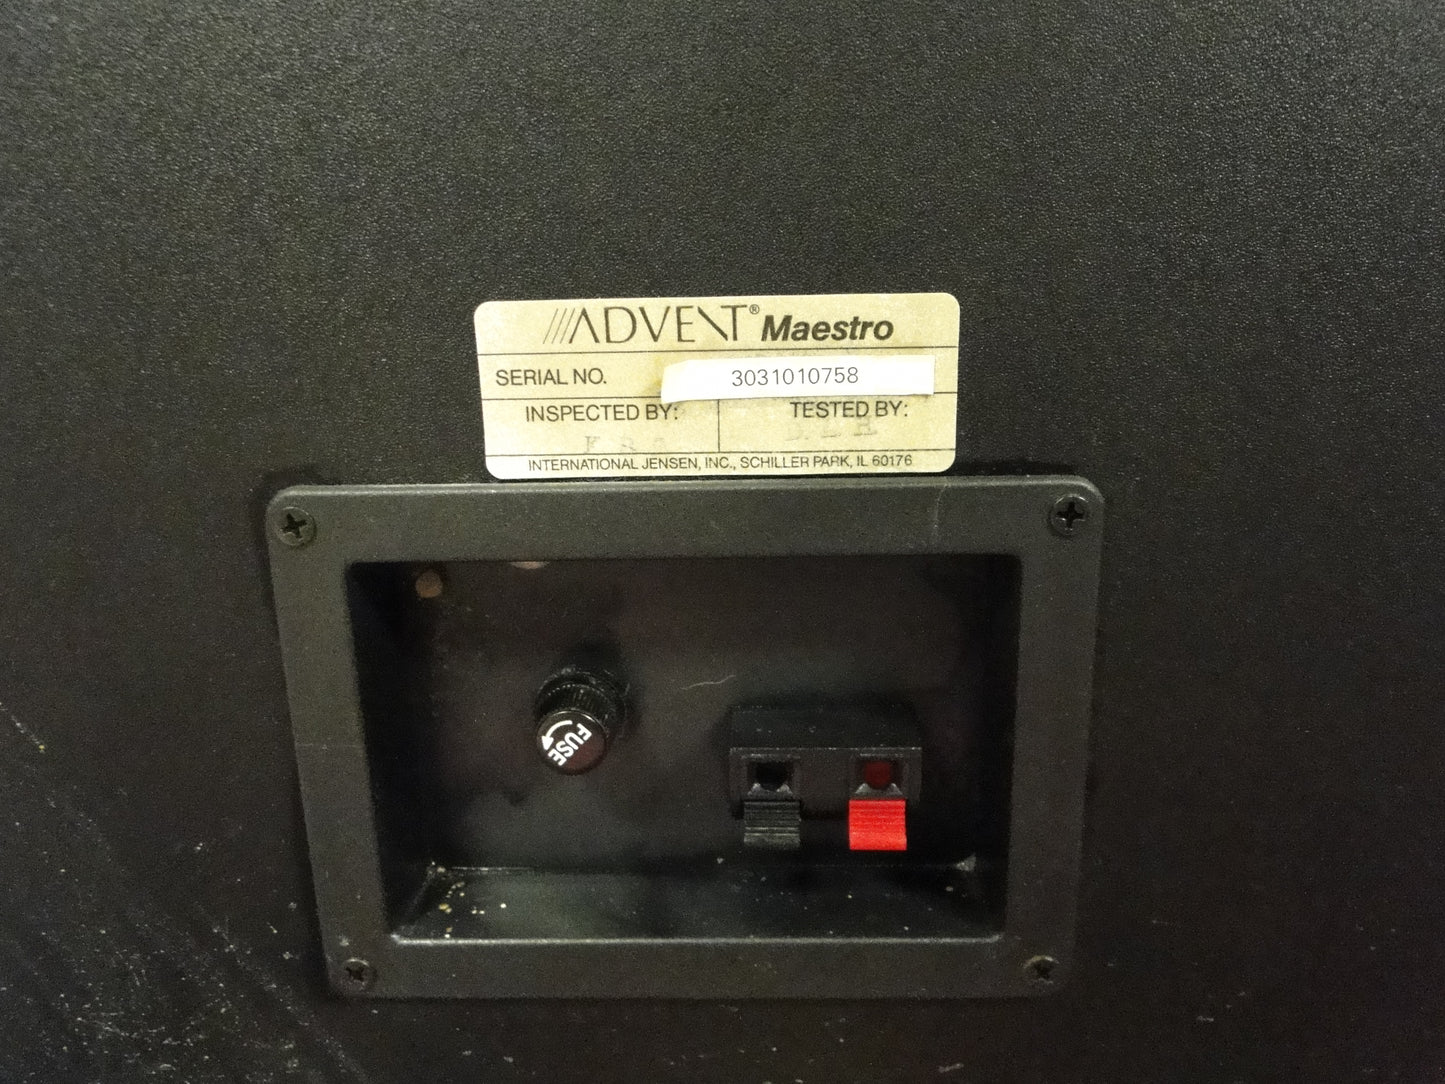 ADVENT® Maestro
SERIAL NO. 3031010758
INSPECTED BY: TESTED BY:
INTERNATIONAL JENSEN, INC., SCHILLER PARK, IL 60176
FUSE